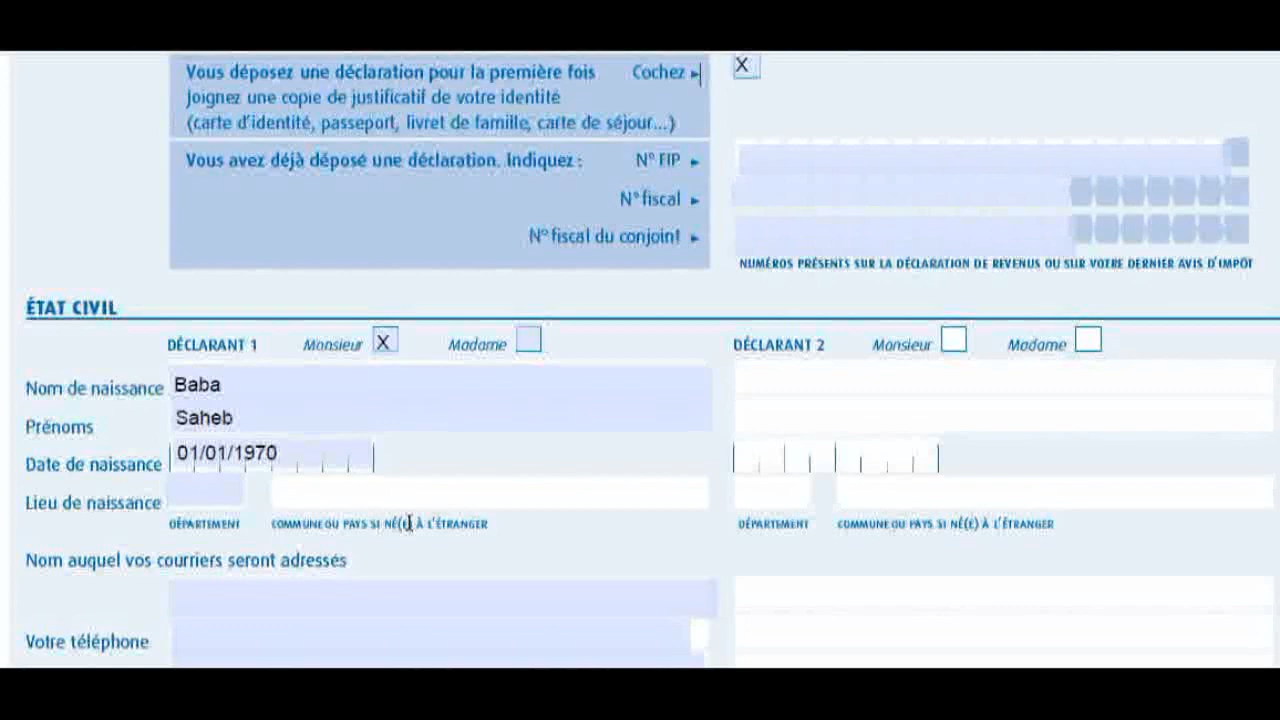 Vous déposez une déclaration pour la première fois Cochez ► X
Joignez une copie de justificatif de votre identité
(carte d'identité, passeport, livret de famille, carte de séjour...)
Vous avez déjà déposé une déclaration. Indiquez : N° FIP ►
N° fiscal ►
N° fiscal du conjoint ►
NUMÉROS PRÉSENTS SUR LA DÉCLARATION DE REVENUS OU SUR VOTRE DERNIER AVIS D'IMPÔT
ÉTAT CIVIL
DÉCLARANT 1 Monsieur X Madame DÉCLARANT 2 Monsieur Madame
Nom de naissance Baba
Prénoms Saheb
Date de naissance 01/01/1970
Lieu de naissance
DÉPARTEMENT COMMUNE OU PAYS SI NÉ(E) À L'ÉTRANGER DÉPARTEMENT COMMUNE OU PAYS SI NÉ(E) À L'ÉTRANGER
Nom auquel vos courriers seront adressés
Votre téléphone